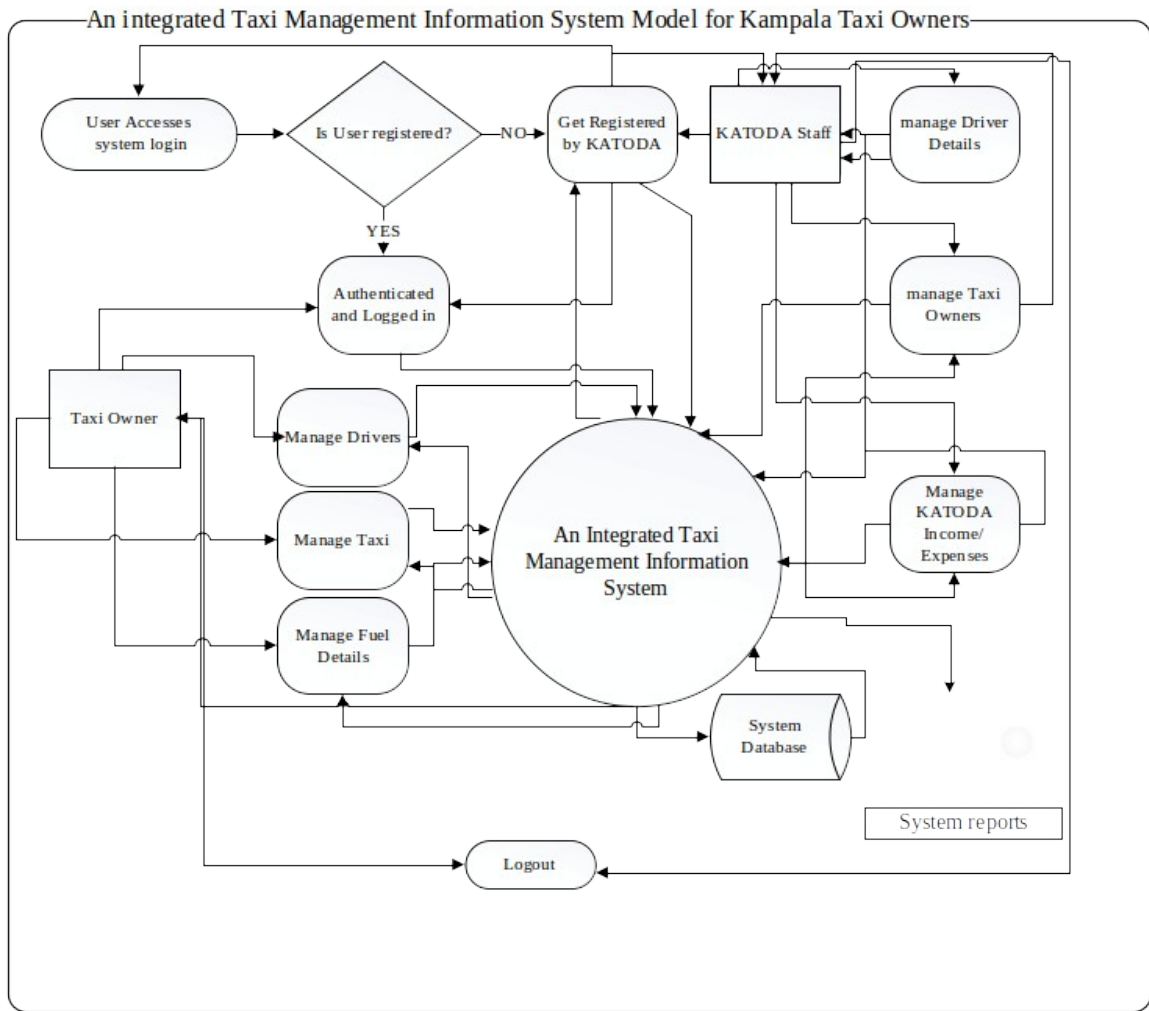 An integrated Taxi Management Information System Model for Kampala Taxi Owners
User Accesses
system login
Is User registered?
NO
Get Registered
by KATODA
KATODA Staff
manage Driver
Details
YES
Authenticated
and Logged in
manage Taxi
Owners
Taxi Owner
Manage Drivers
Manage Taxi
Manage Fuel
Details
An Integrated Taxi
Management Information
System
Manage
KATODA
Income/
Expenses
System
Database
System reports
Logout